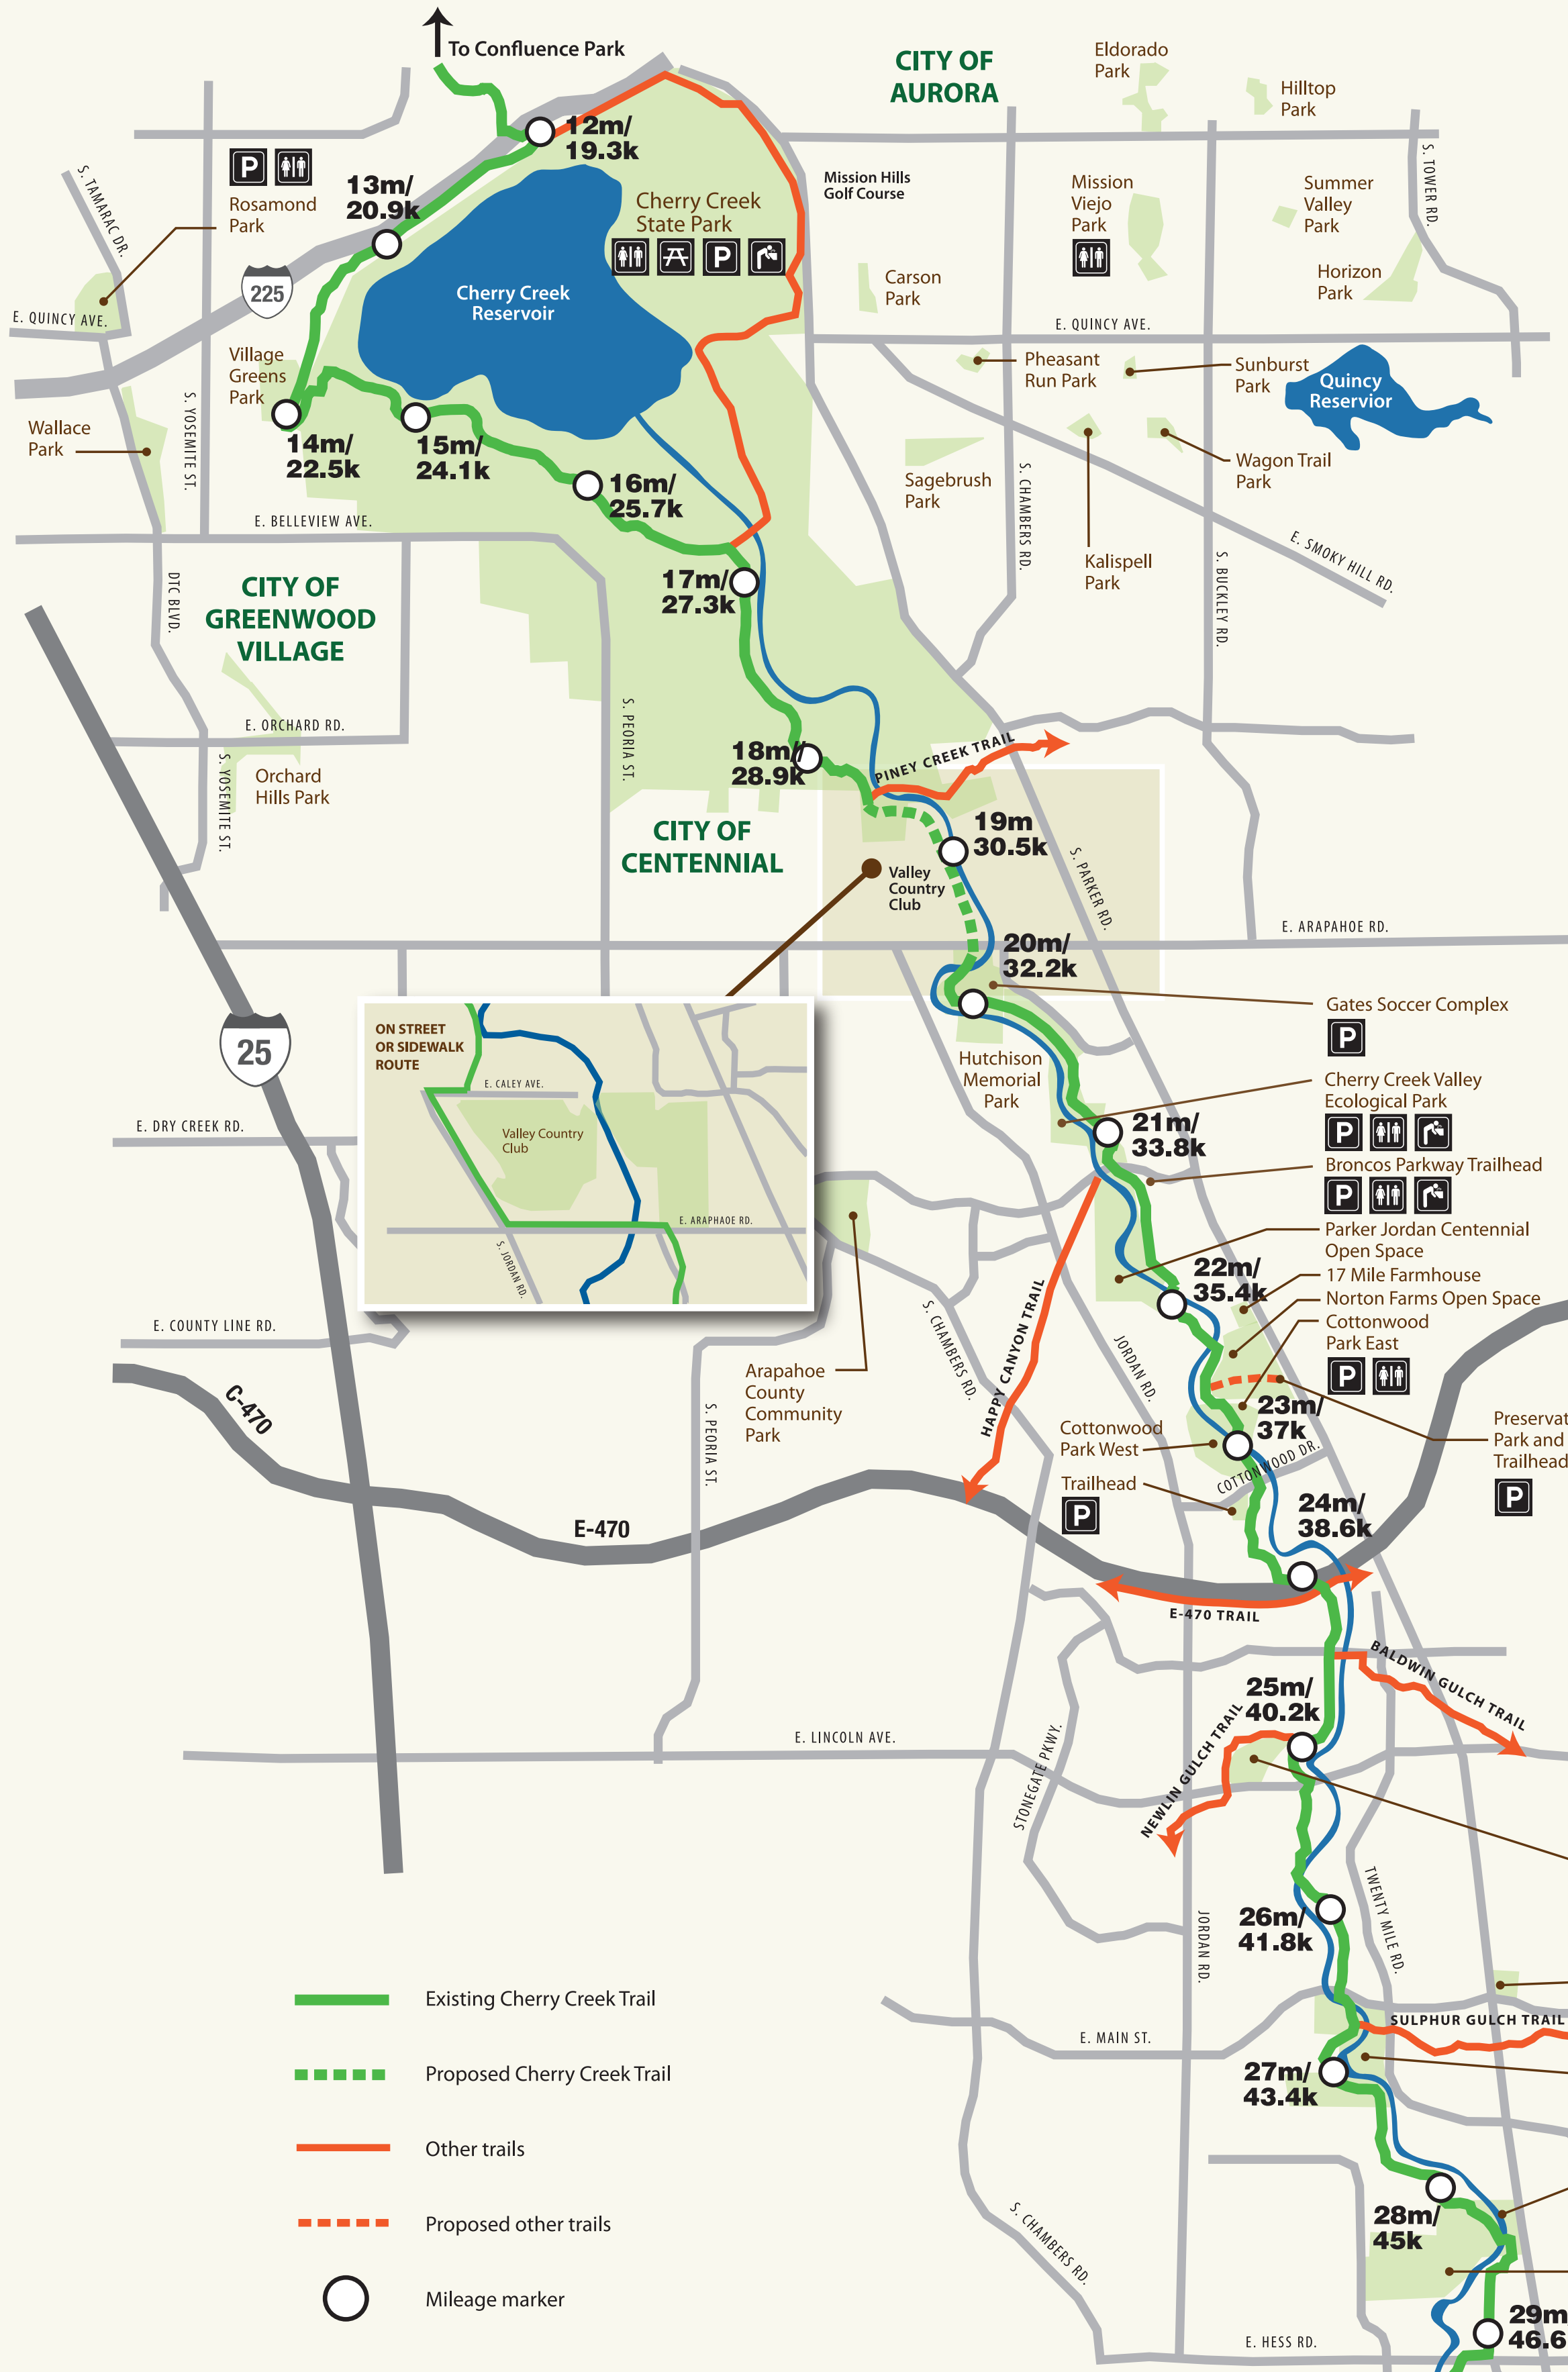 To Confluence Park
CITY OF
AURORA
Eldorado
Park
Hilltop
Park
12m/
19.3k
S. TAMARAC DR.
P
Rosamond
Park
13m/
20.9k
Cherry Creek
State Park
P
Mission Hills
Golf Course
Mission
Viejo
Park
Summer
Valley
Park
S. TOWER RD.
225
Cherry Creek
Reservoir
Carson
Park
Horizon
Park
E. QUINCY AVE.
E. QUINCY AVE.
Village
Greens
Park
Pheasant
Run Park
Sunburst
Park
Quincy
Reservior
Wallace
Park
S. YOSEMITE ST.
14m/
22.5k
15m/
24.1k
16m/
25.7k
Sagebrush
Park
S. CHAMBERS RD.
Wagon Trail
Park
E. BELLEVIEW AVE.
Kalispell
Park
E. SMOKY HILL RD.
S. BUCKLEY RD.
DTC BLVD.
CITY OF
GREENWOOD
VILLAGE
17m/
27.3k
E. ORCHARD RD.
S. PEORIA ST.
S. YOSEMITE ST.
Orchard
Hills Park
18m/
28.9k
PINEY CREEK TRAIL
CITY OF
CENTENNIAL
19m
30.5k
S. PARKER RD.
Valley
Country
Club
E. ARAPAHOE RD.
20m/
32.2k
Gates Soccer Complex
P
25
ON STREET
OR SIDEWALK
ROUTE
E. CALEY AVE.
Valley Country
Club
E. ARAPHAOE RD.
S. JORDAN RD.
Hutchison
Memorial
Park
Cherry Creek Valley
Ecological Park
P
E. DRY CREEK RD.
21m/
33.8k
Broncos Parkway Trailhead
P
Parker Jordan Centennial
Open Space
22m/
35.4k
17 Mile Farmhouse
Norton Farms Open Space
Cottonwood
Park East
P
E. COUNTY LINE RD.
S. CHAMBERS RD.
HAPPY CANYON TRAIL
JORDAN RD.
Arapahoe
County
Community
Park
C-470
S. PEORIA ST.
23m/
37k
Cottonwood
Park West
COTTONWOOD DR.
Preservat
Park and
Trailhead
P
Trailhead
P
24m/
38.6k
E-470
E-470 TRAIL
BALDWIN GULCH TRAIL
25m/
40.2k
NEWLIN GULCH TRAIL
E. LINCOLN AVE.
STONEGATE PKWY.
TWENTY MILE RD.
26m/
41.8k
JORDAN RD.
Existing Cherry Creek Trail
SULPHUR GULCH TRAIL
E. MAIN ST.
Proposed Cherry Creek Trail
27m/
43.4k
Other trails
S. CHAMBERS RD.
28m/
45k
Proposed other trails
Mileage marker
29m
46.6
E. HESS RD.